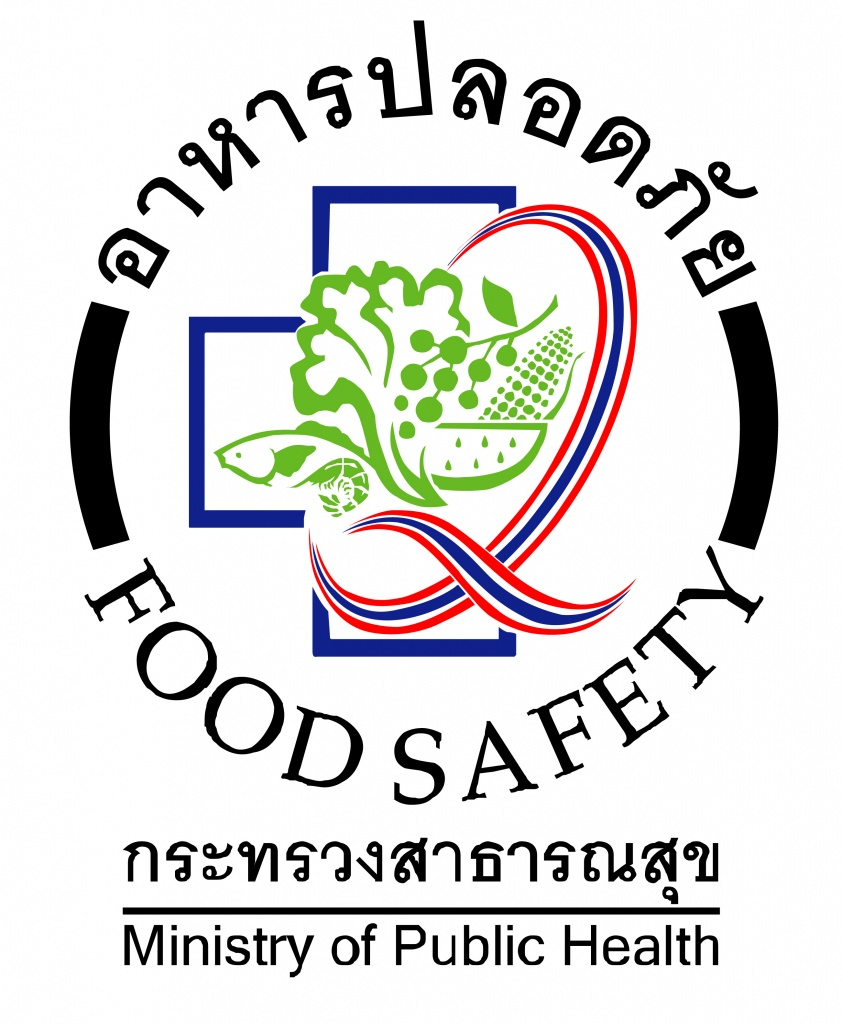 อาหารปลอดภัย
FOOD SAFETY
กระทรวงสาธารณสุข
Ministry of Public Health